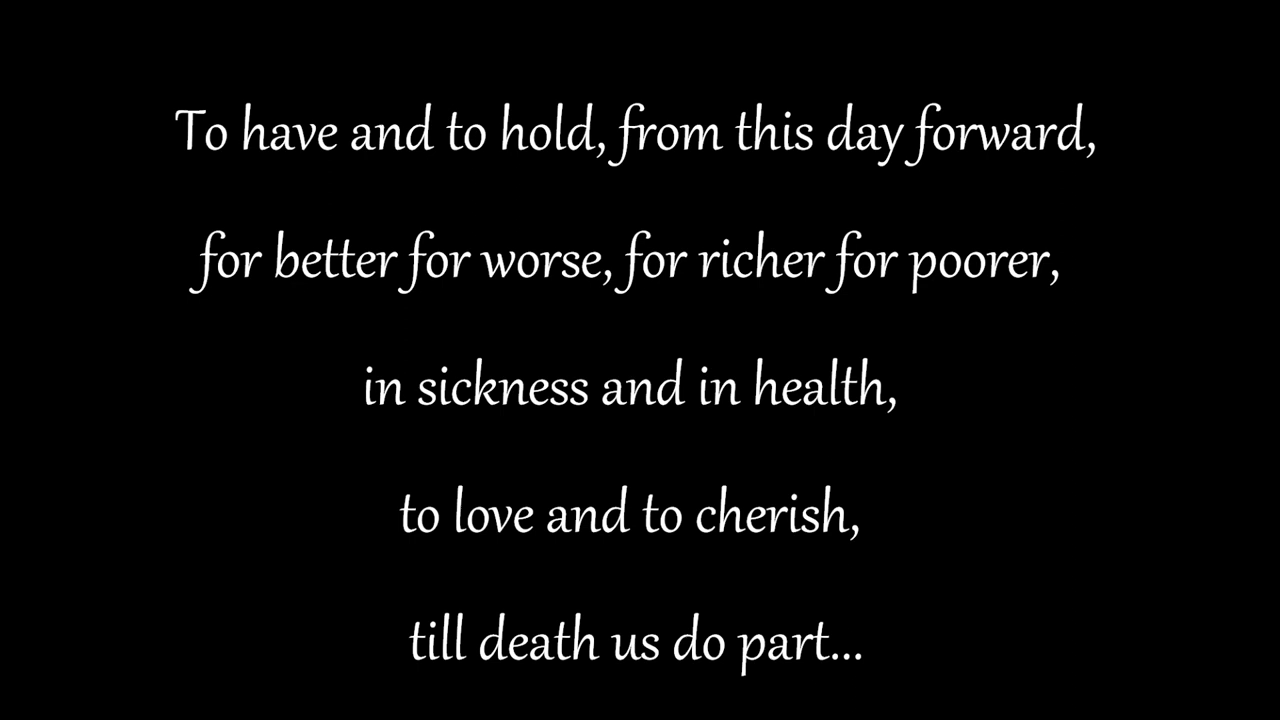 To have and to hold, from this day forward,
for better for worse, for richer for poorer,
in sickness and in health,
to love and to cherish,
till death us do part...